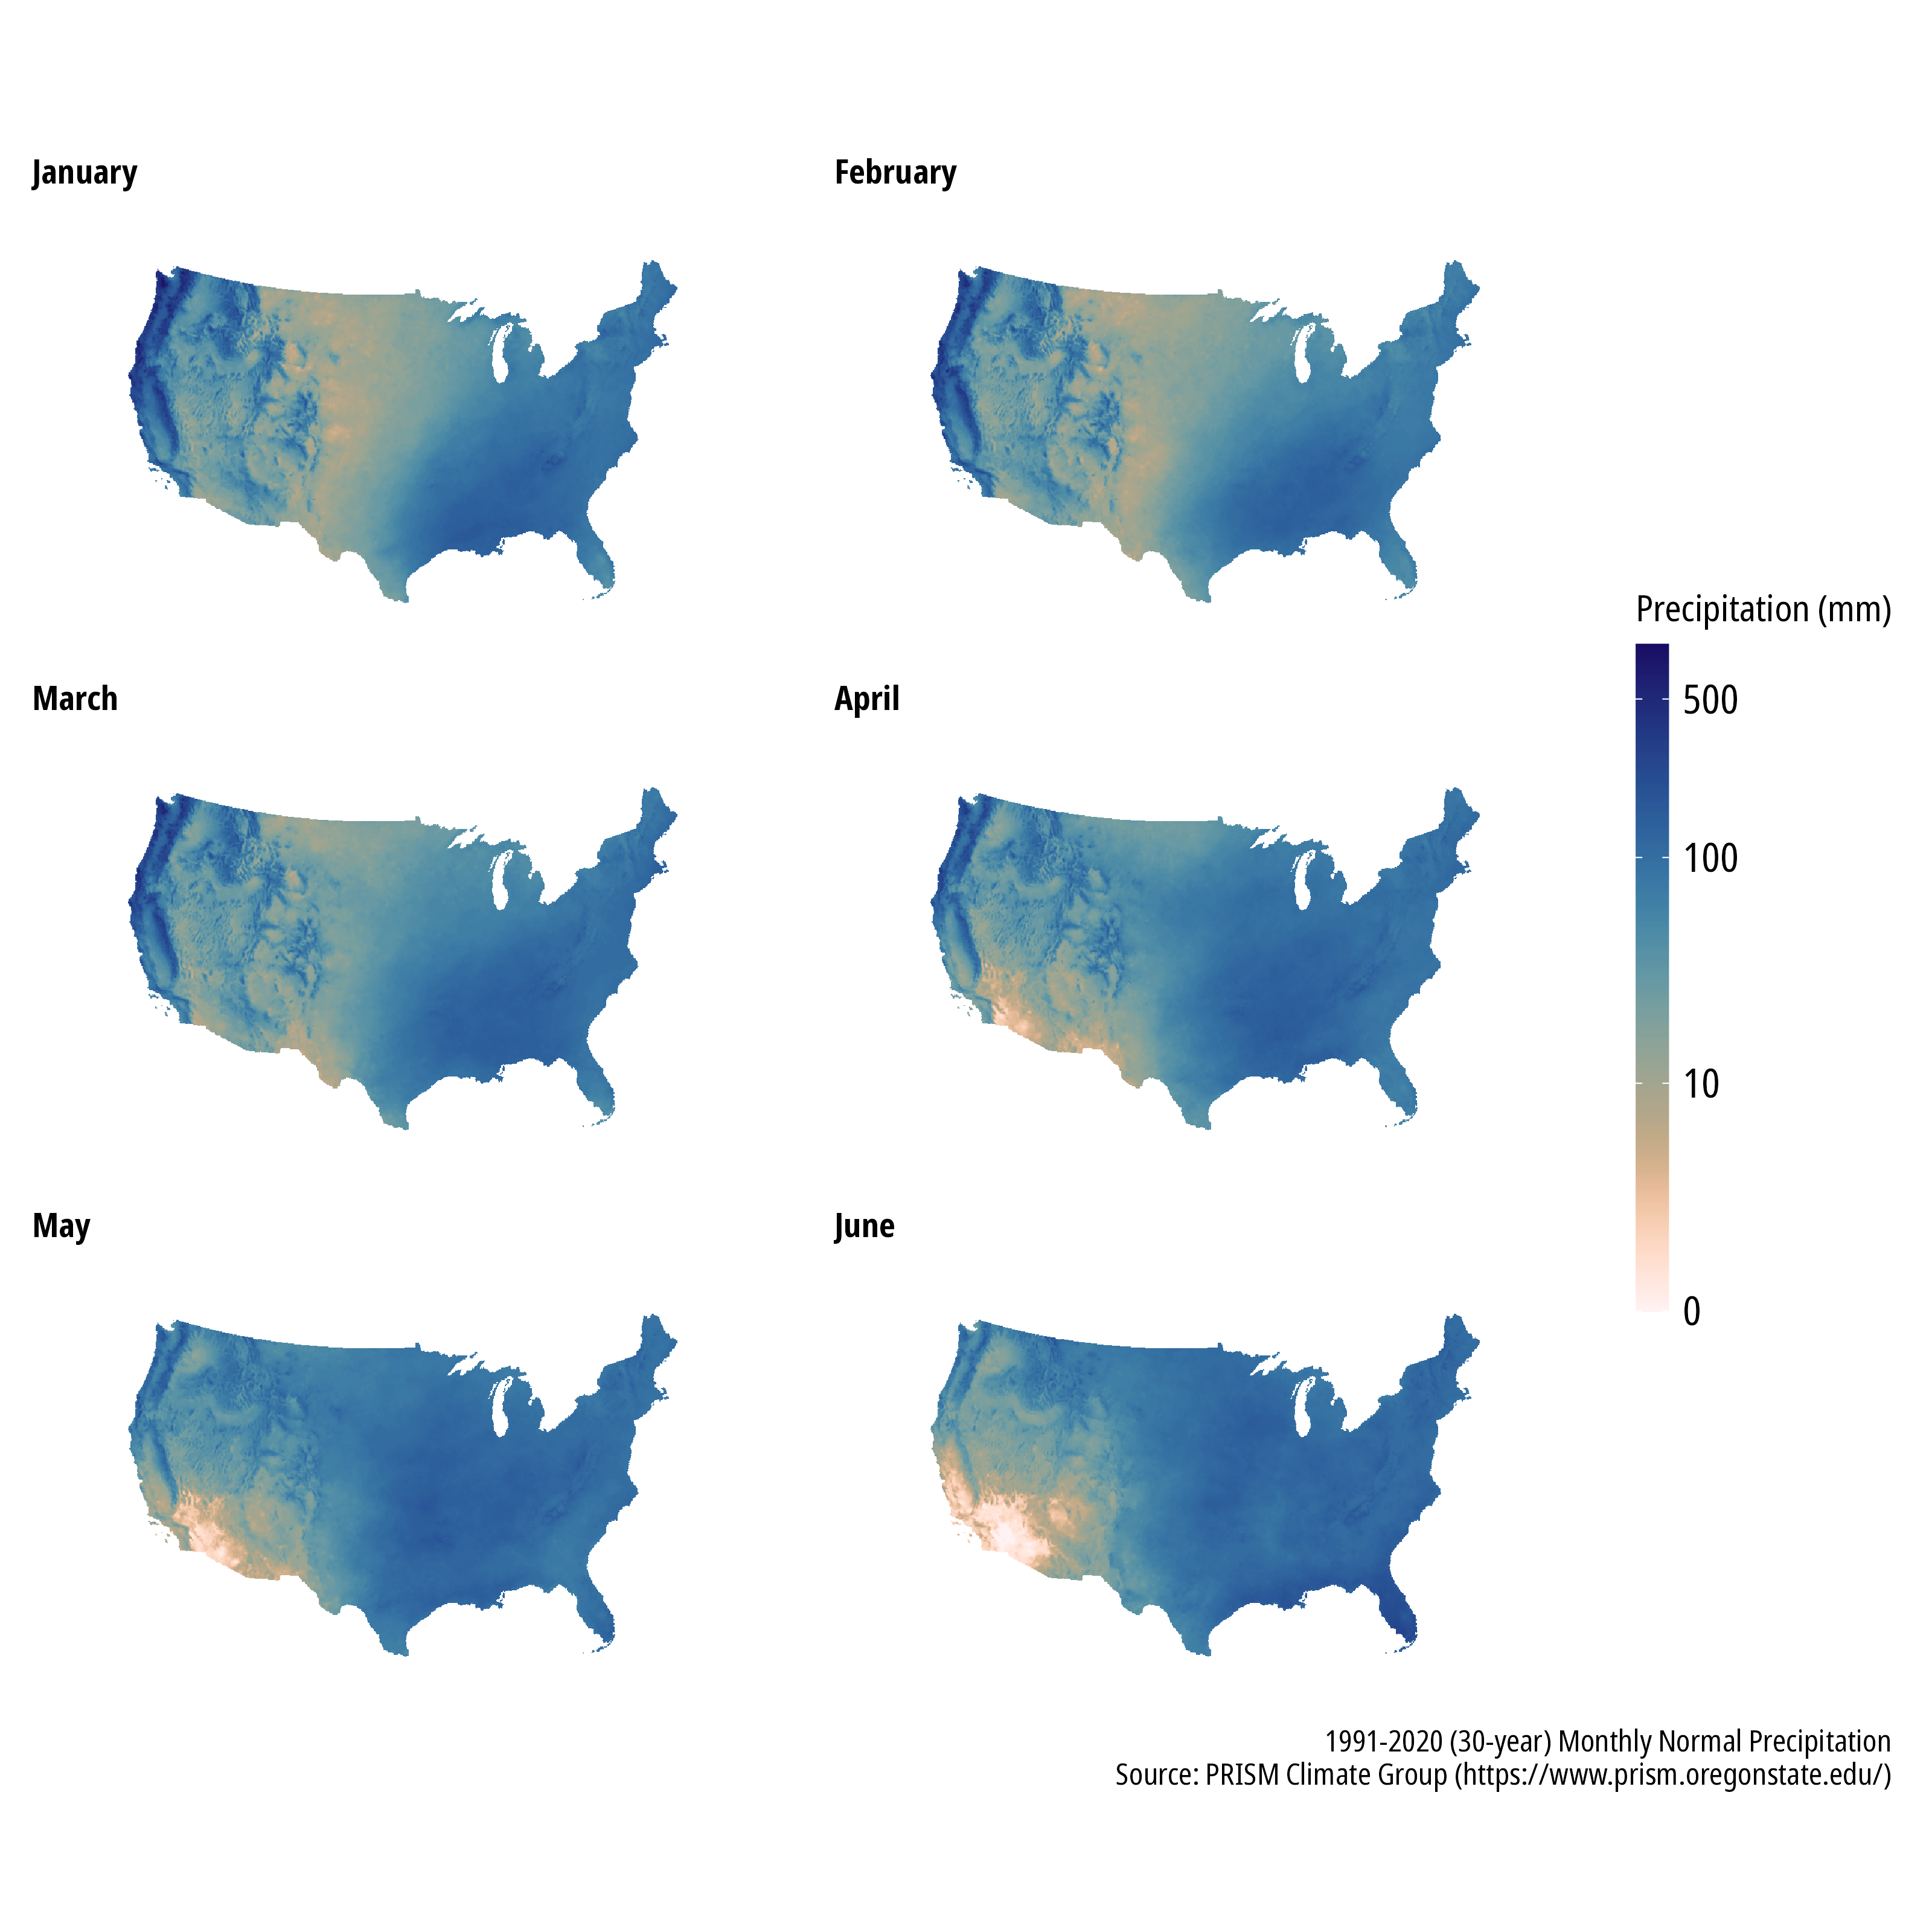 January
February
March
April
May
June
Precipitation (mm)
500
100
10
0
1991-2020 (30-year) Monthly Normal Precipitation
Source: PRISM Climate Group (https://www.prism.oregonstate.edu/)